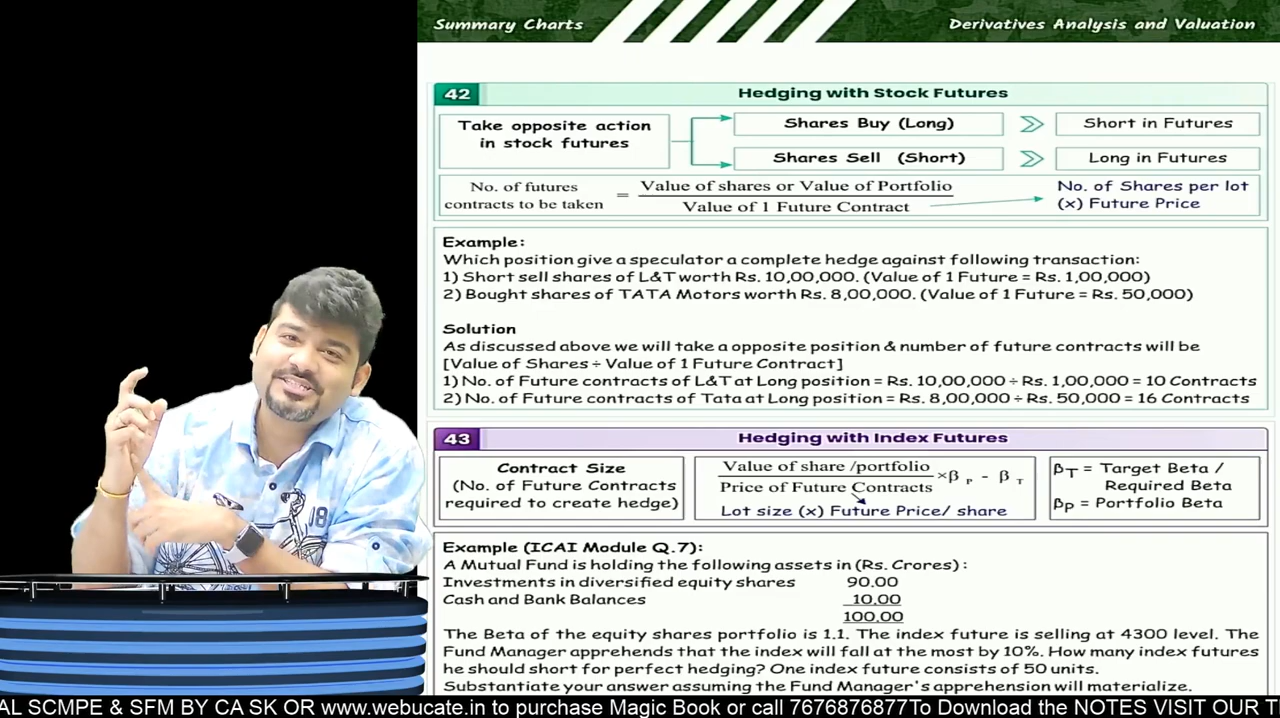 Summary Charts
Derivatives Analysis and Valuation
42
Hedging with Stock Futures
Take opposite action
in stock futures
Shares Buy (Long)
Short in Futures
Shares Sell (Short)
Long in Futures
No. of futures
contracts to be taken
=
Value of shares or Value of Portfolio
Value of 1 Future Contract
No. of Shares per lot
(x) Future Price
Example:
Which position give a speculator a complete hedge against following transaction:
1) Short sell shares of L&T worth Rs. 10,00,000. (Value of 1 Future = Rs. 1,00,000)
2) Bought shares of TATA Motors worth Rs. 8,00,000. (Value of 1 Future = Rs. 50,000)
Solution
As discussed above we will take a opposite position & number of future contracts will be
[Value of Shares ÷ Value of 1 Future Contract]
1) No. of Future contracts of L&T at Long position = Rs. 10,00,000 ÷ Rs. 1,00,000 = 10 Contracts
2) No. of Future contracts of Tata at Long position = Rs. 8,00,000 ÷ Rs. 50,000 = 16 Contracts
43
Hedging with Index Futures
Contract Size
(No. of Future Contracts
required to create hedge)
Value of share /portfolio
Price of Future Contracts
×β P - β T
Lot size (x) Future Price/ share
βT = Target Beta /
Required Beta
βP = Portfolio Beta
Example (ICAI Module Q.7):
A Mutual Fund is holding the following assets in (Rs. Crores) :
Investments in diversified equity shares 90.00
Cash and Bank Balances 10.00
100.00
The Beta of the equity shares portfolio is 1.1. The index future is selling at 4300 level. The
Fund Manager apprehends that the index will fall at the most by 10%. How many index futures
he should short for perfect hedging? One index future consists of 50 units.
Substantiate your answer assuming the Fund Manager's apprehension will materialize.
18
AL SCMPE & SFM BY CA SK OR www.webucate.in to purchase Magic Book or call 7676876877To Download the NOTES VISIT OUR T